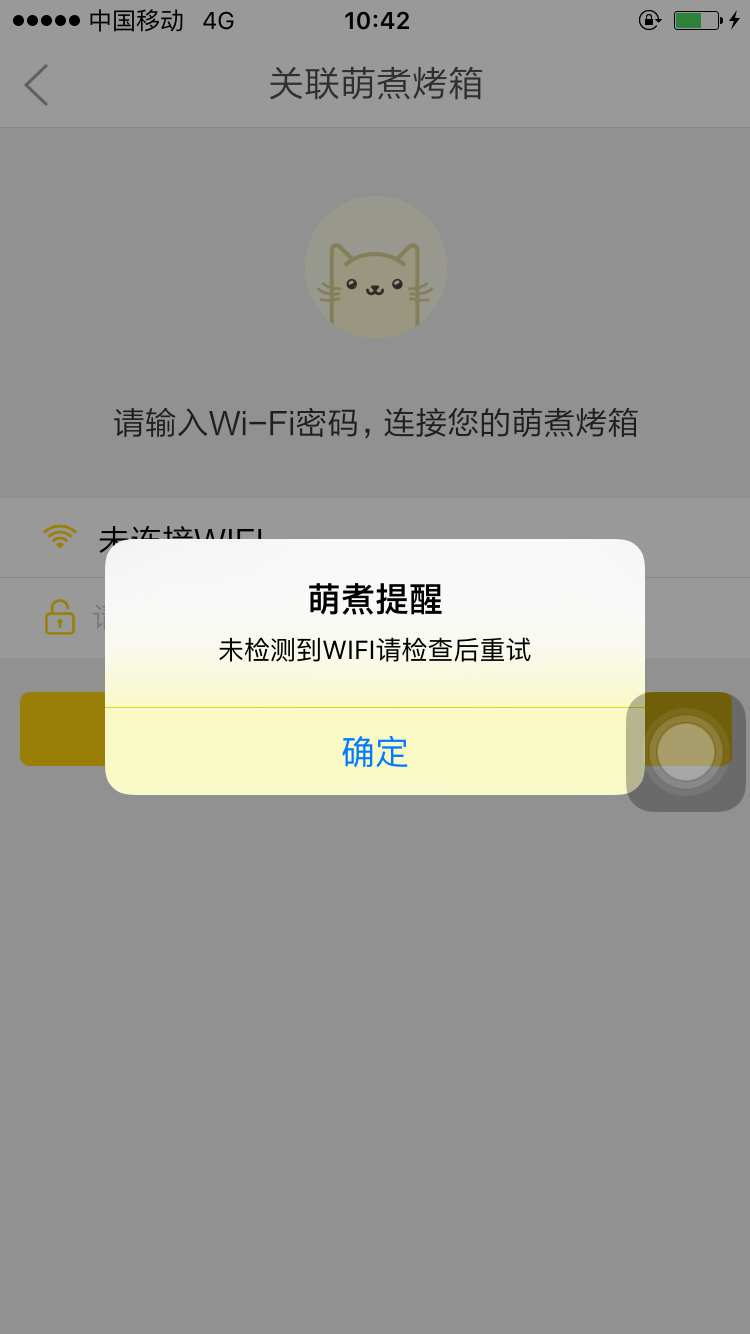 中国移动 4G 10:42
关联萌煮烤箱
请输入Wi-Fi密码，连接您的萌煮烤箱
未连接WIFI
萌煮提醒
未检测到WIFI请检查后重试
确定